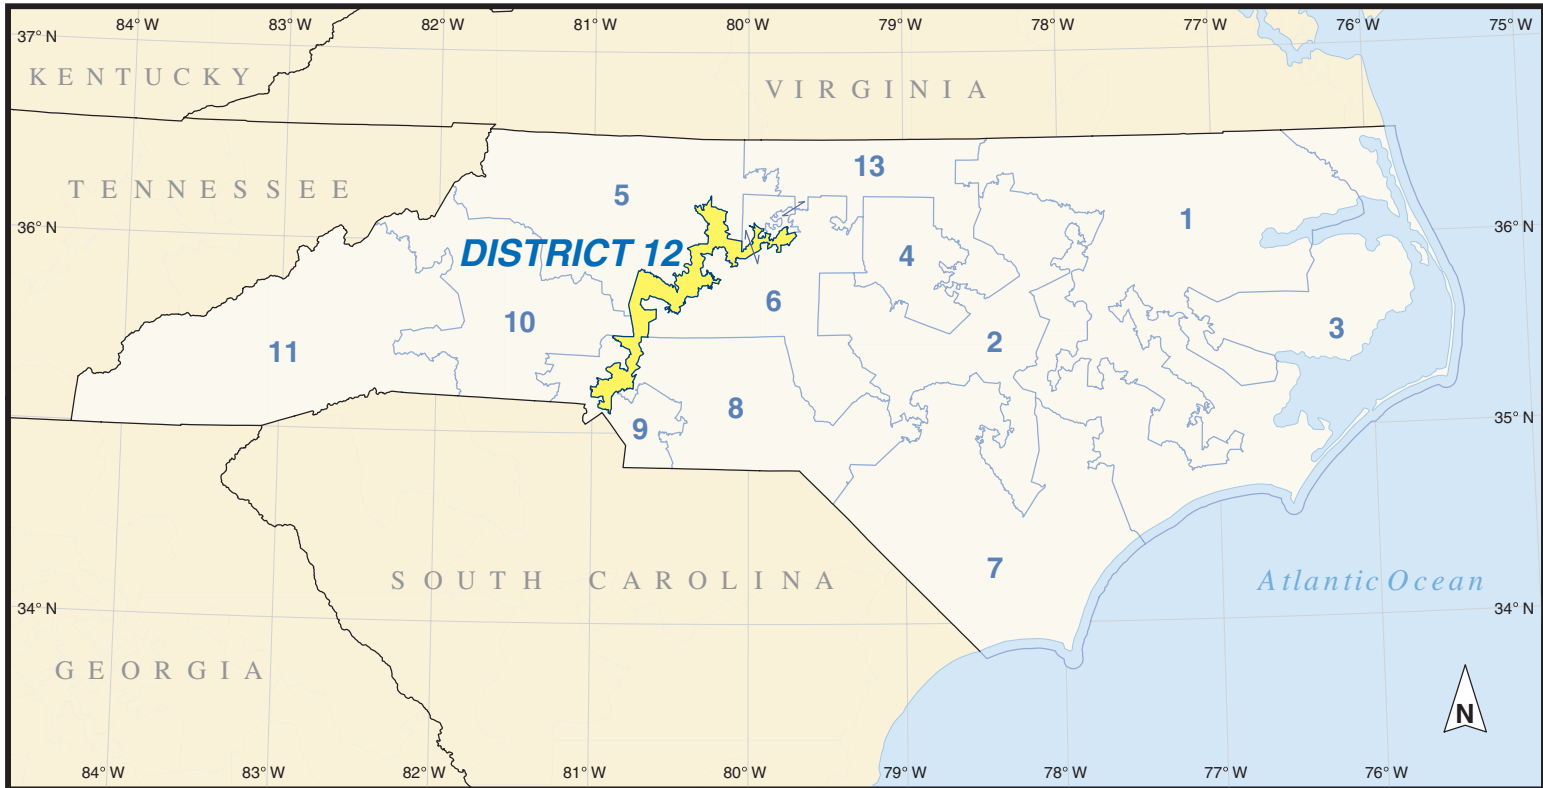 84° W 83° W 82° W 81° W 80° W 79° W 78° W 77° W 76° W 75° W
37° N
KENTUCKY
VIRGINIA
13
TENNESSEE
5
1
36° N
36° N
DISTRICT 12
4
6
10
3
11
2
8
9
35° N
35° N
7
SOUTH CAROLINA
Atlantic Ocean
34° N
34° N
GEORGIA
N
84° W 83° W 82° W 81° W 80° W 79° W 78° W 77° W 76° W